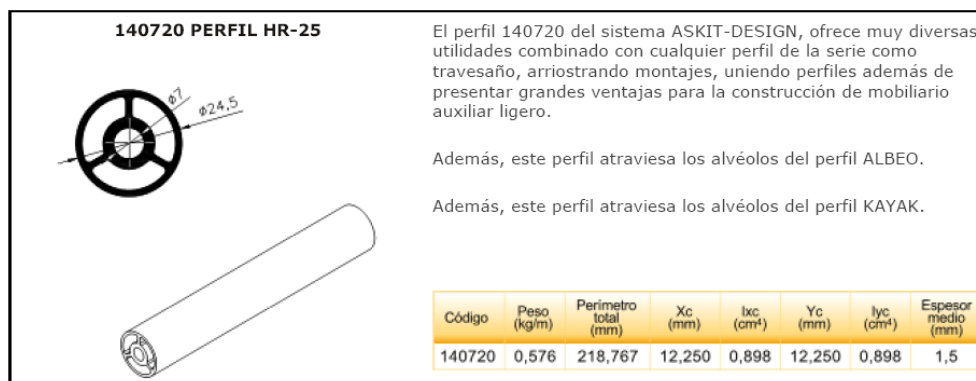 140720 PERFIL HR-25
ø7
ø24,5
El perfil 140720 del sistema ASKIT-DESIGN, ofrece muy diversas
utilidades combinado con cualquier perfil de la serie como
travesaño, arriostrando montajes, uniendo perfiles además de
presentar grandes ventajas para la construcción de mobiliario
auxiliar ligero.
Además, este perfil atraviesa los alvéolos del perfil ALBEO.
Además, este perfil atraviesa los alvéolos del perfil KAYAK.
Código Peso (kg/m) Perímetro total (mm) Xc (mm) Ixc (cm⁴) Yc (mm) Iyc (cm⁴) Espesor medio (mm)
140720 0,576 218,767 12,250 0,898 12,250 0,898 1,5